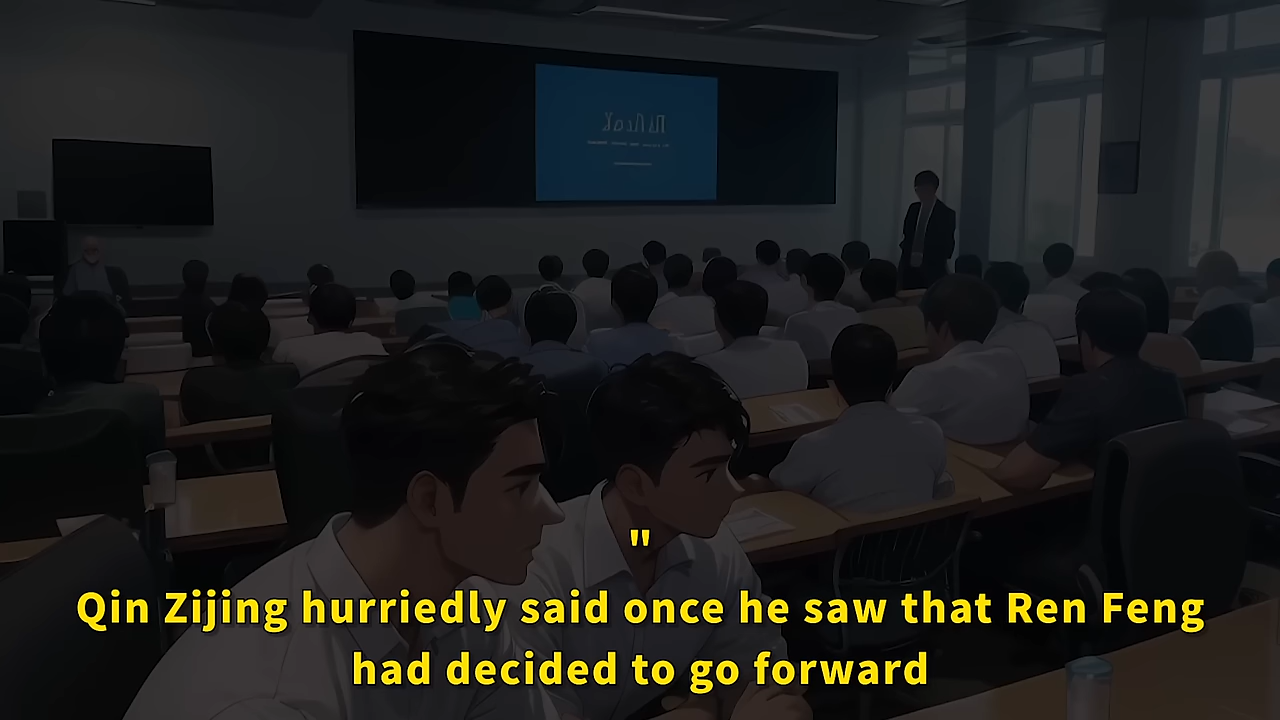 "
Qin Zijing hurriedly said once he saw that Ren Feng
had decided to go forward